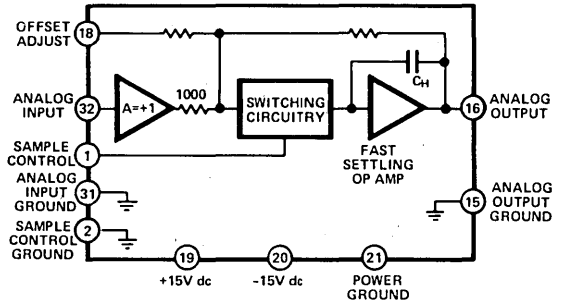 OFFSET
ADJUST
18
ANALOG
INPUT
32
A=+1
1000
SWITCHING
CIRCUITRY
CH
FAST
SETTLING
OP AMP
16
ANALOG
OUTPUT
SAMPLE
CONTROL
1
ANALOG
INPUT
GROUND
31
SAMPLE
CONTROL
GROUND
2
15
ANALOG
OUTPUT
GROUND
19
+15V dc
20
-15V dc
21
POWER
GROUND